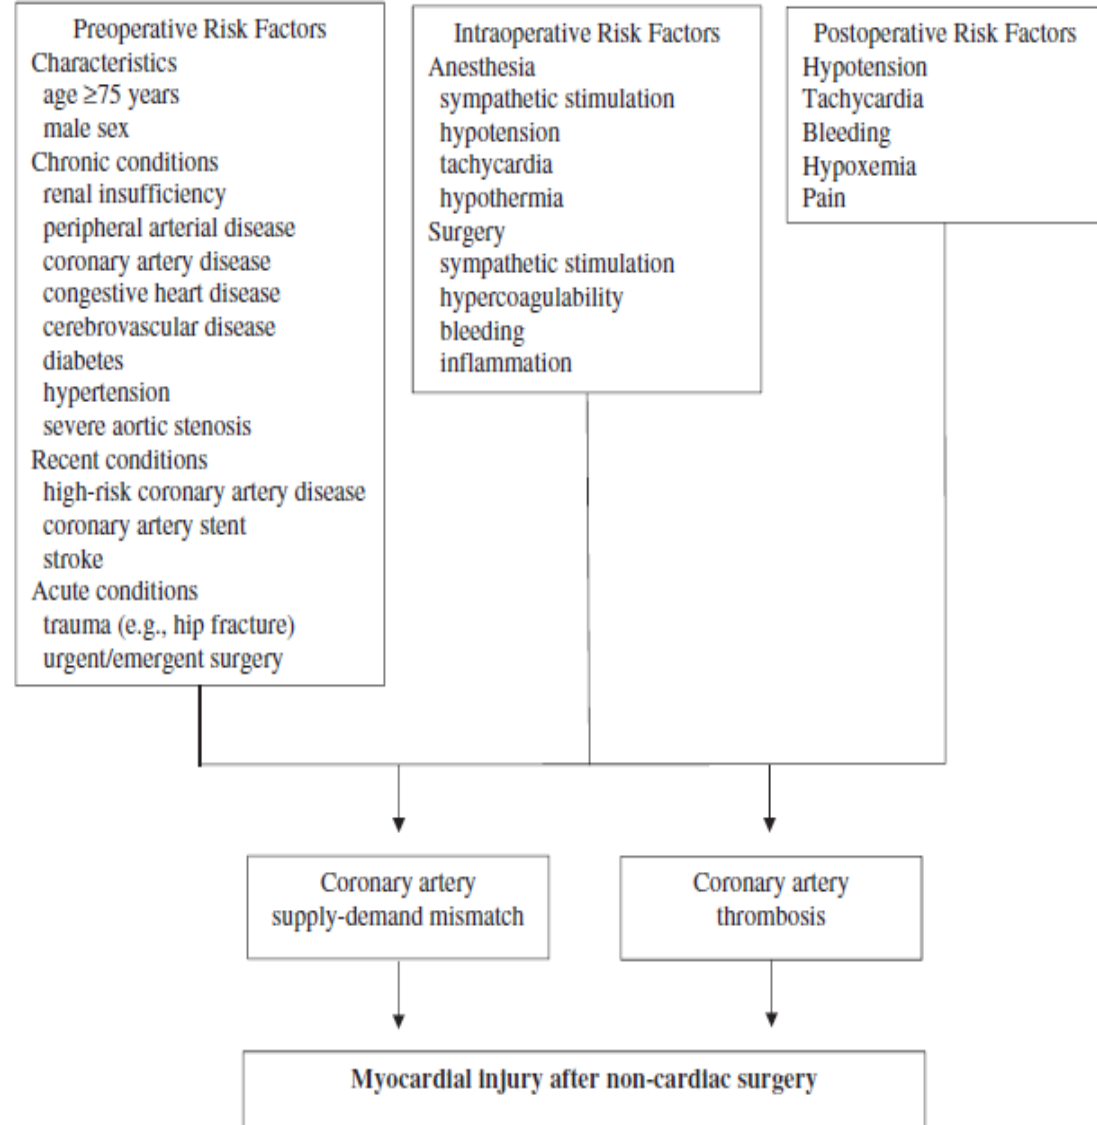 Preoperative Risk Factors
Characteristics
age ≥75 years
male sex
Chronic conditions
renal insufficiency
peripheral arterial disease
coronary artery disease
congestive heart disease
cerebrovascular disease
diabetes
hypertension
severe aortic stenosis
Recent conditions
high-risk coronary artery disease
coronary artery stent
stroke
Acute conditions
trauma (e.g., hip fracture)
urgent/emergent surgery
Intraoperative Risk Factors
Anesthesia
sympathetic stimulation
hypotension
tachycardia
hypothermia
Surgery
sympathetic stimulation
hypercoagulability
bleeding
inflammation
Postoperative Risk Factors
Hypotension
Tachycardia
Bleeding
Hypoxemia
Pain
Coronary artery
supply-demand mismatch
Coronary artery
thrombosis
Myocardial injury after non-cardiac surgery